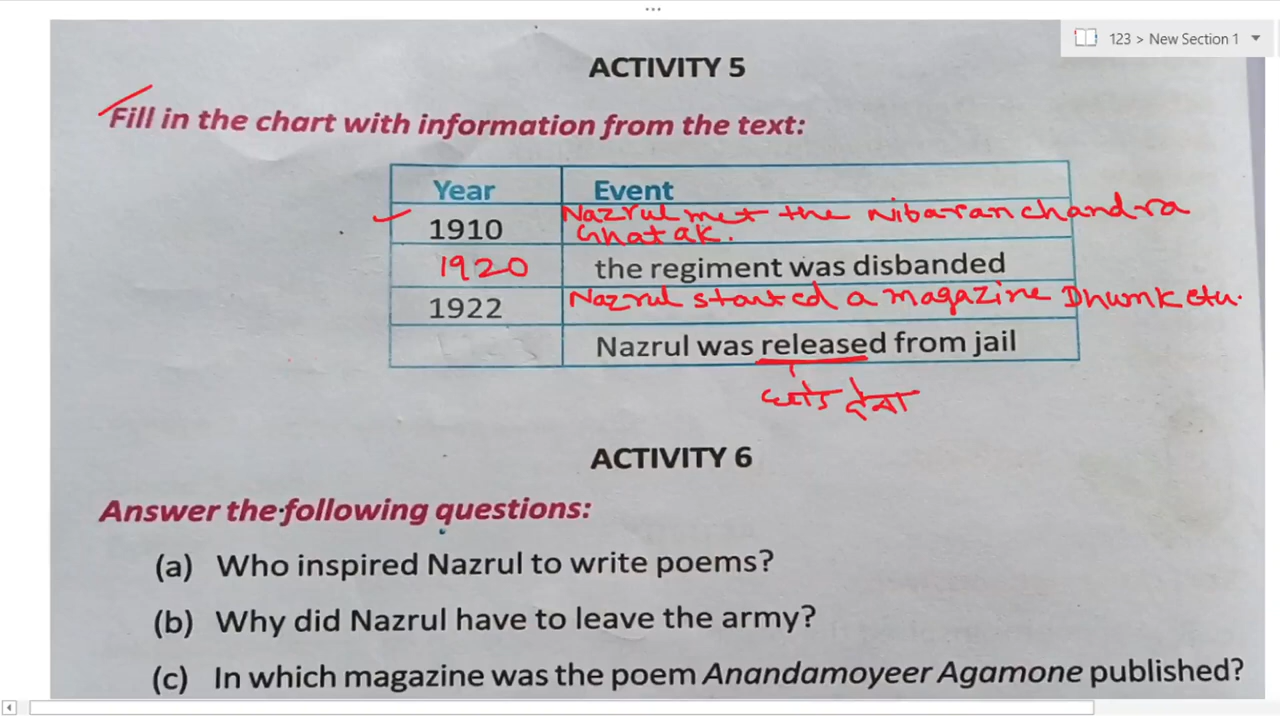 ...
123 > New Section 1
ACTIVITY 5
Fill in the chart with information from the text:
Year Event
1910 Nazrul met the Nibaran chandra
Ghatak.
1920 the regiment was disbanded
1922 Nazrul started a magazine Dhumketu.
Nazrul was released from jail
ACTIVITY 6
Answer the following questions:
(a) Who inspired Nazrul to write poems?
(b) Why did Nazrul have to leave the army?
(c) In which magazine was the poem Anandamoyeer Agamone published?